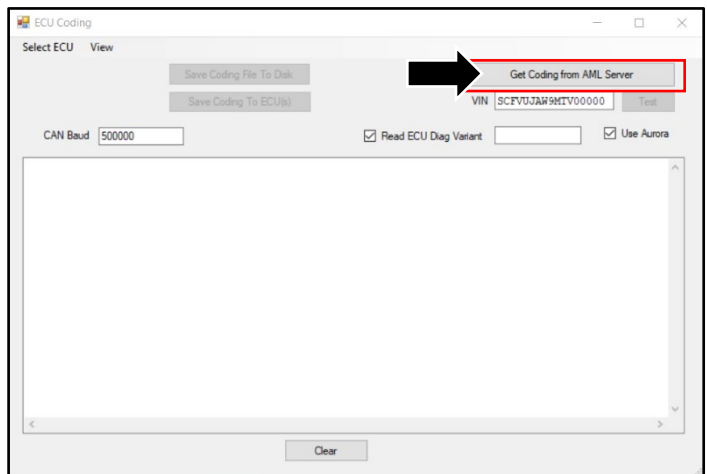 ECU Coding
Select ECU View
Save Coding File To Disk
Get Coding from AML Server
Save Coding To ECU(s)
VIN SCFVUJAW9MTV00000 Test
CAN Baud 500000
Read ECU Diag Variant
Use Aurora
Clear